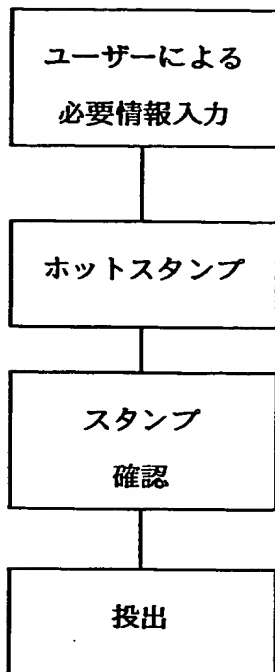 ユーザーによる
必要情報入力
ホットスタンプ
スタンプ
確認
投出